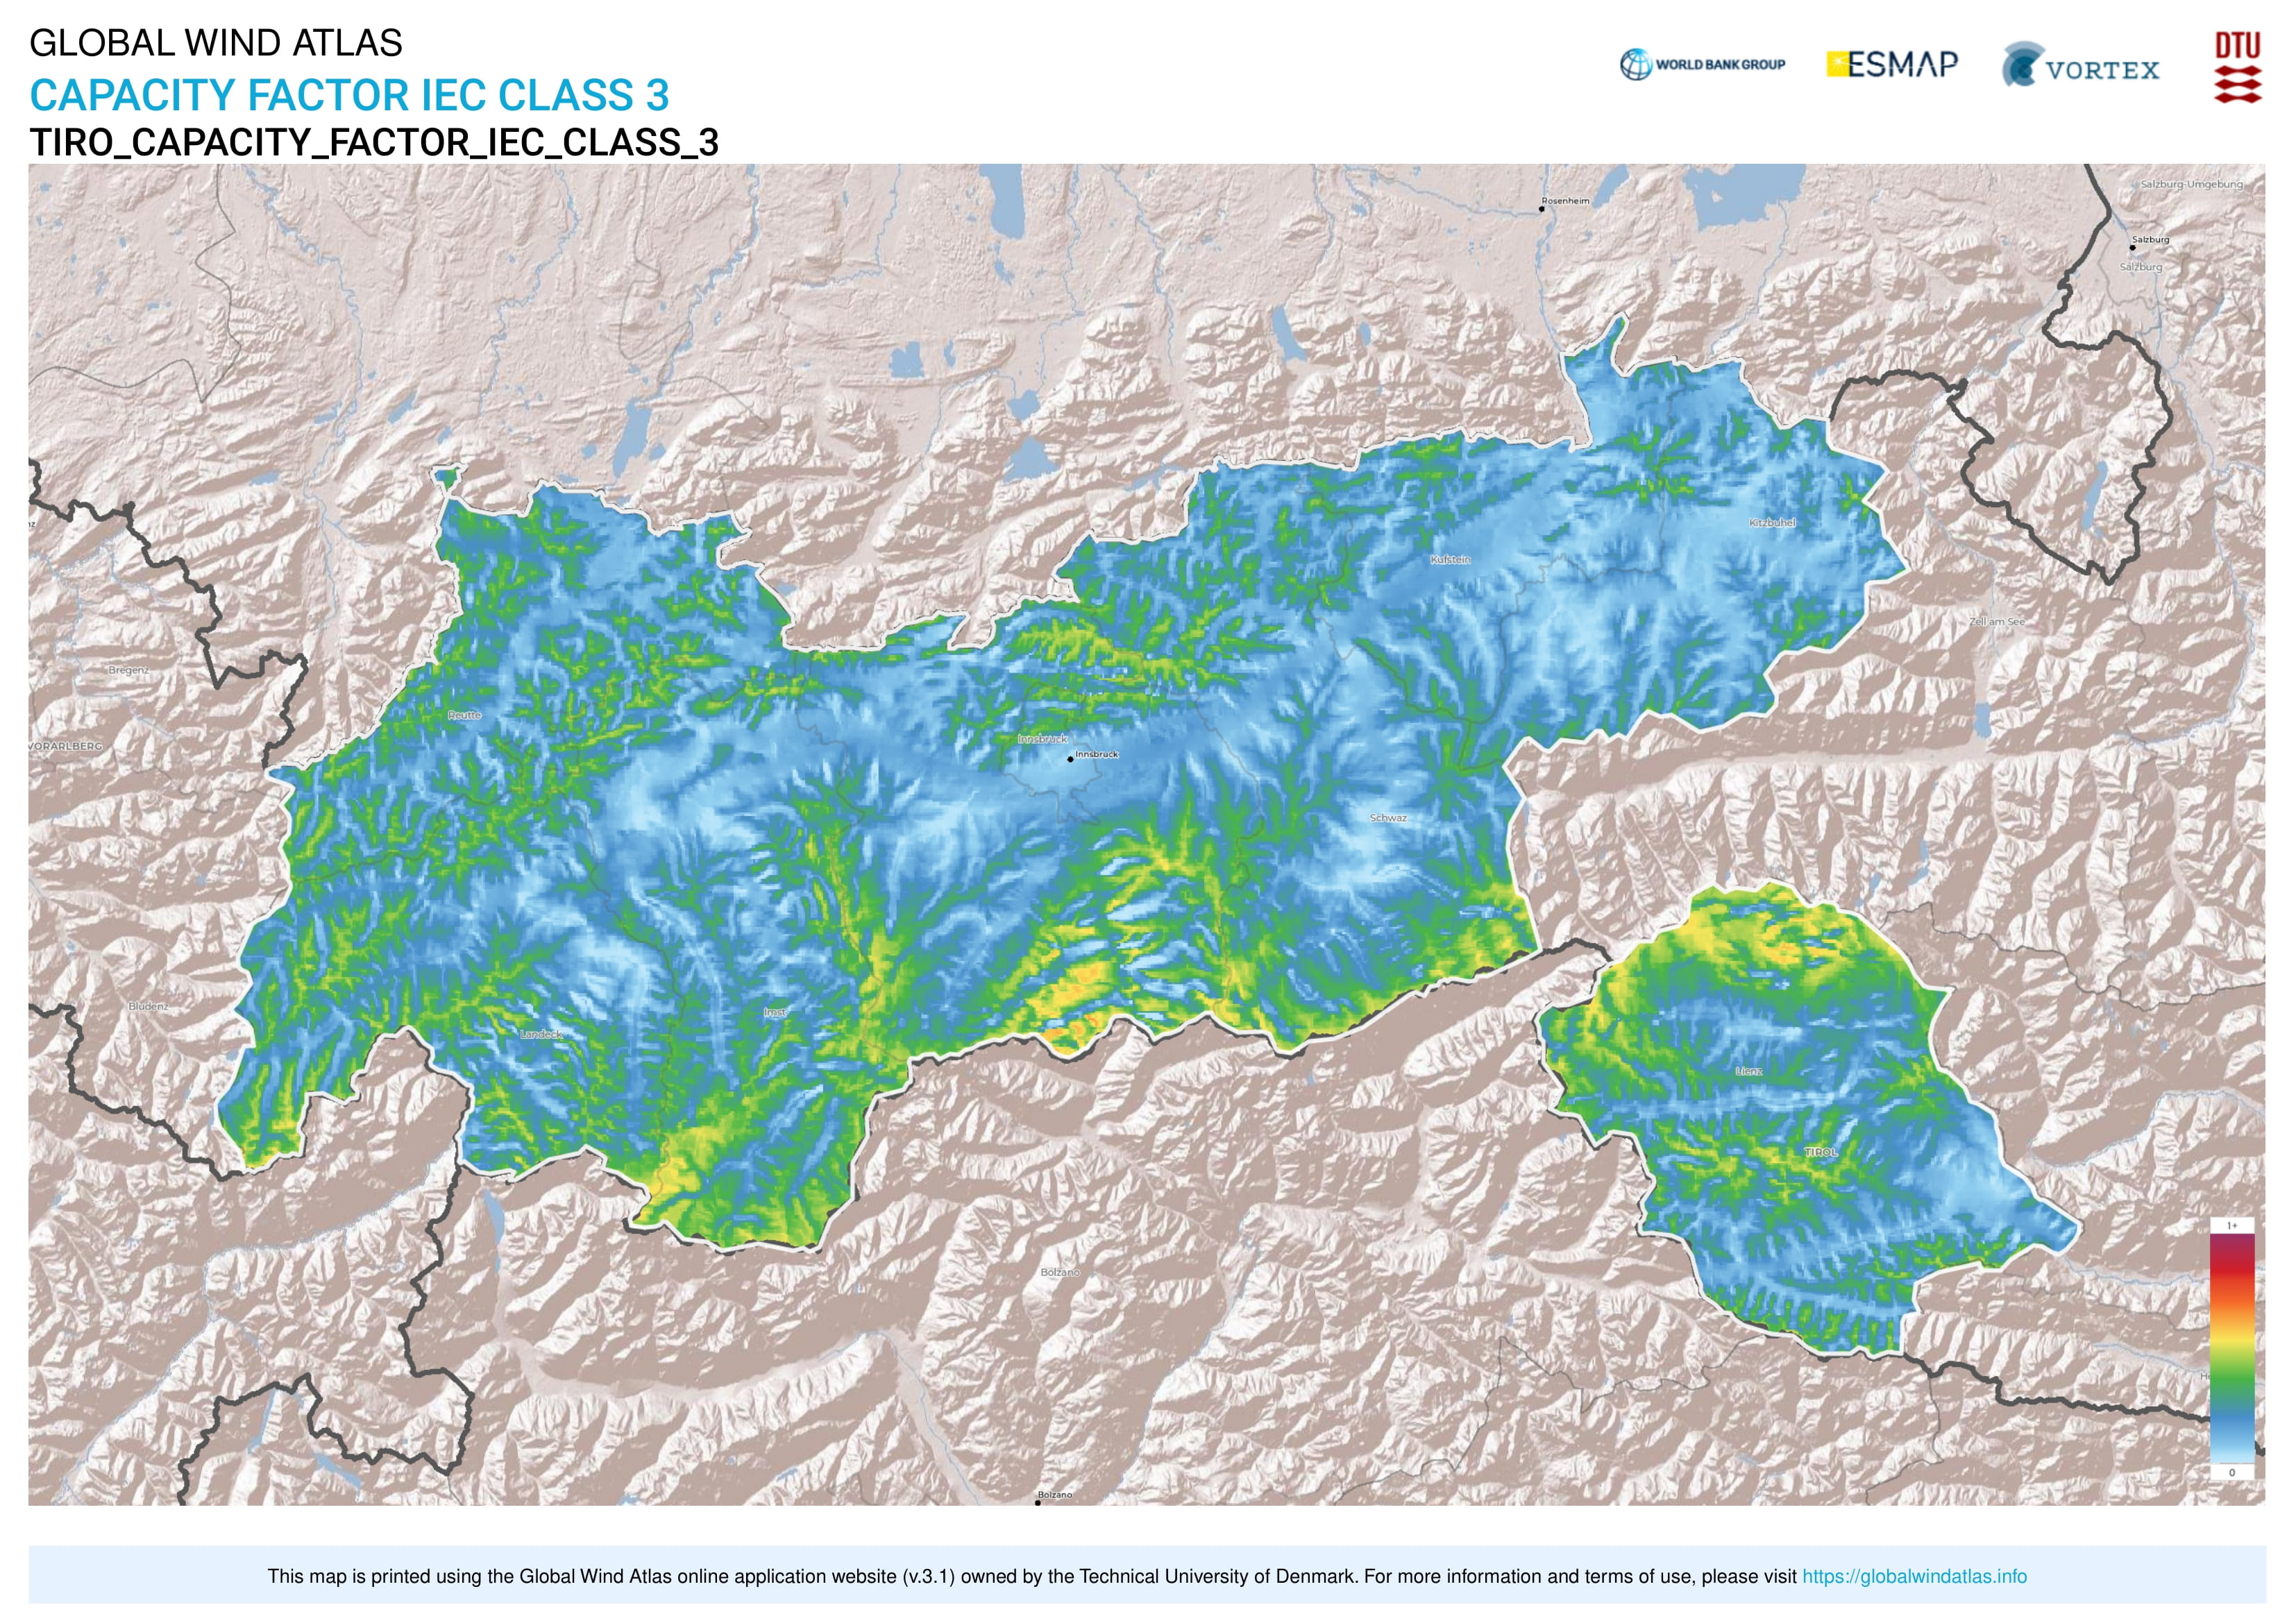 GLOBAL WIND ATLAS
CAPACITY FACTOR IEC CLASS 3
TIRO_CAPACITY_FACTOR_IEC_CLASS_3
WORLD BANK GROUP
ESMAP
VORTEX
DTU
Salzburg-Umgebung
Rosenheim
Salzburg
Salzburg
Kitzbühel
Kufstein
Zell am See
Bregenz
Reutte
VORARLBERG
Innsbruck
Innsbruck
Schwaz
Bludenz
Imst
Landeck
Lienz
TIROL
1+
Bolzano
0
Bolzano
This map is printed using the Global Wind Atlas online application website (v.3.1) owned by the Technical University of Denmark. For more information and terms of use, please visit https://globalwindatlas.info